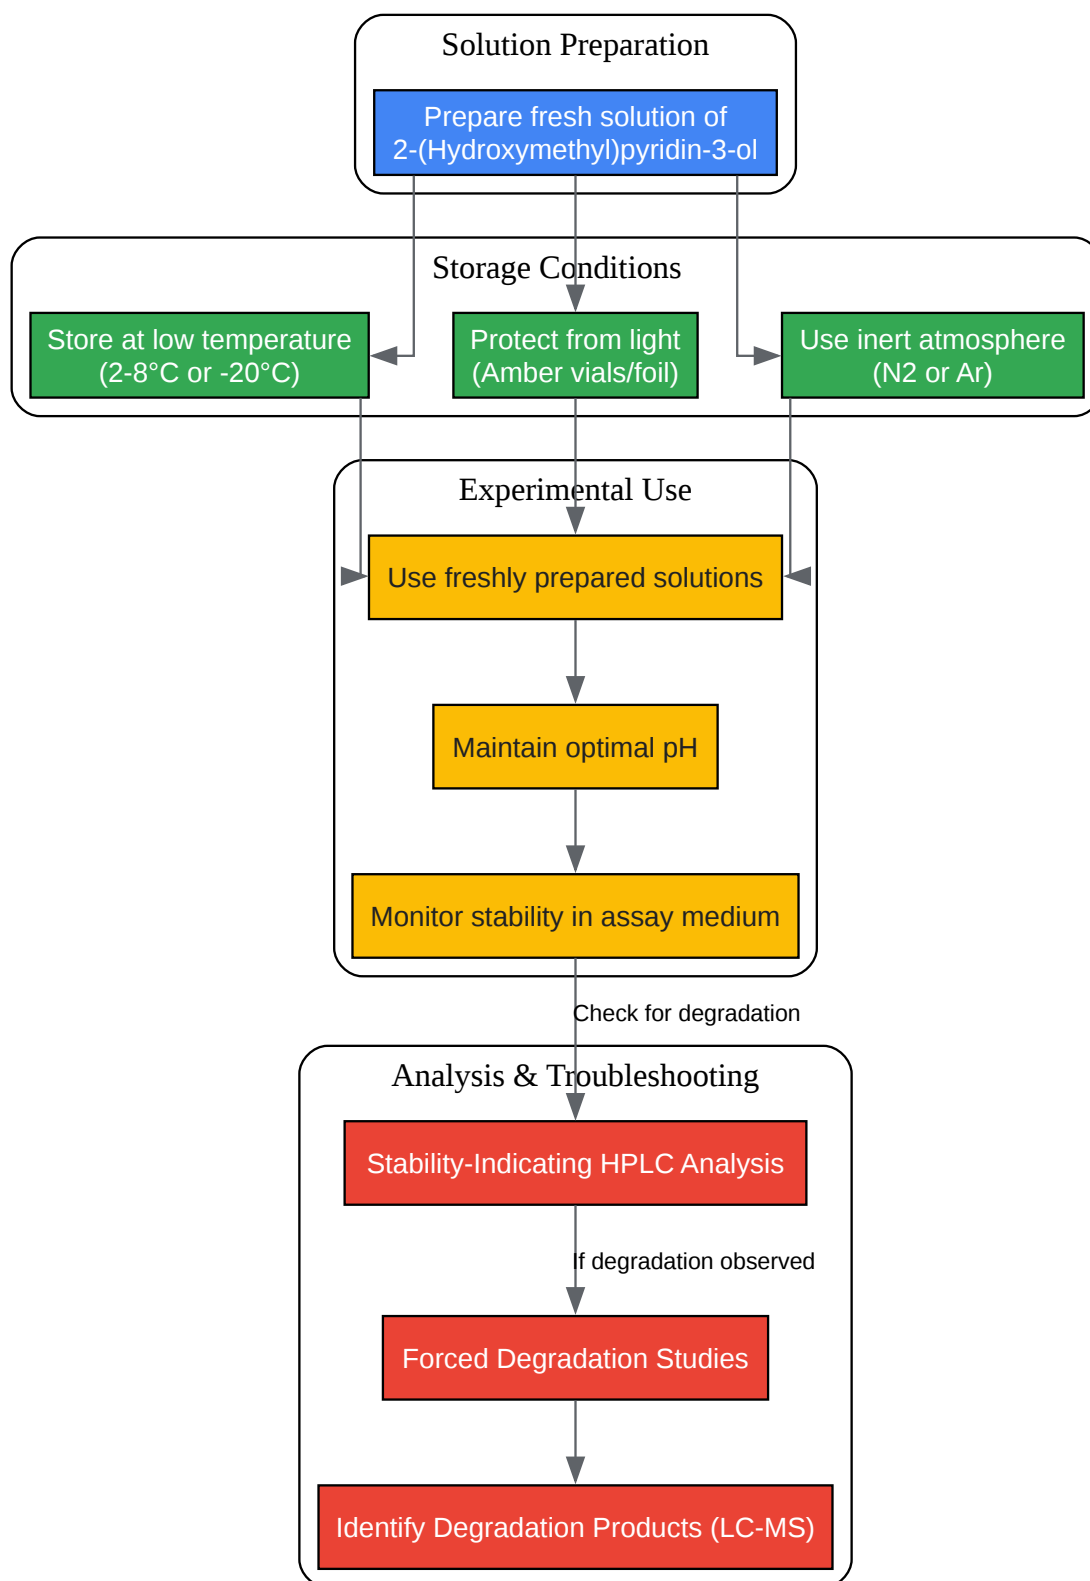 Solution Preparation
Prepare fresh solution of
2-(Hydroxymethyl)pyridin-3-ol
Storage Conditions
Store at low temperature
(2-8°C or -20°C)
Protect from light
(Amber vials/foil)
Use inert atmosphere
(N2 or Ar)
Experimental Use
Use freshly prepared solutions
Maintain optimal pH
Monitor stability in assay medium
Check for degradation
Analysis & Troubleshooting
Stability-Indicating HPLC Analysis
If degradation observed
Forced Degradation Studies
Identify Degradation Products (LC-MS)